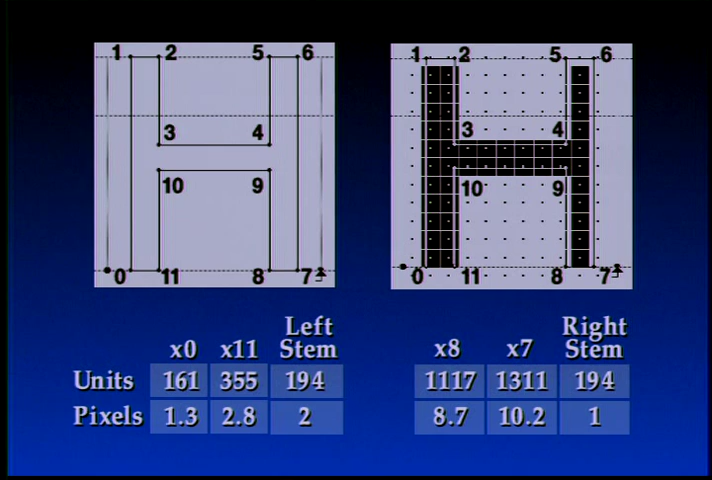 1 2 5 6
3 4
10 9
0 11 8 7
1 2 5 6
3 4
10 9
0 11 8 7
x0 x11 Left Stem
Units 161 355 194
Pixels 1.3 2.8 2
x8 x7 Right Stem
1117 1311 194
8.7 10.2 1